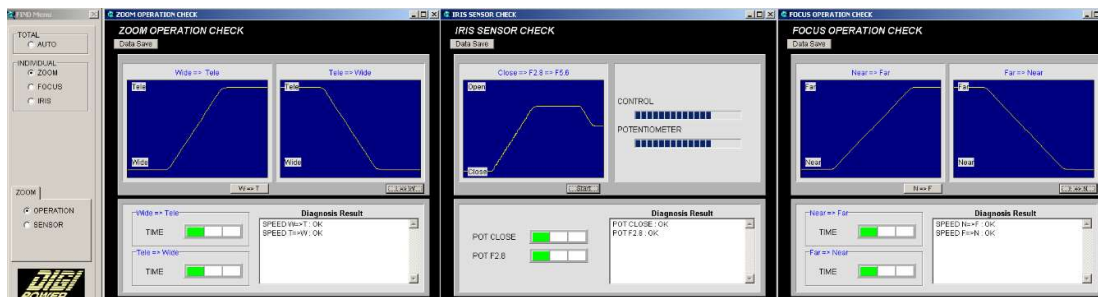 FIND Menu
TOTAL
AUTO
INDIVIDUAL
ZOOM
FOCUS
IRIS
ZOOM
OPERATION
SENSOR
DIGI
POWER
ZOOM OPERATION CHECK
ZOOM OPERATION CHECK
Data Save
Wide => Tele
Tele
Wide
W => T
Tele => Wide
Tele
Wide
Wide => Tele
TIME
Tele => Wide
TIME
Diagnosis Result
SPEED W=>T : OK
SPEED T=>W : OK
IRIS SENSOR CHECK
IRIS SENSOR CHECK
Data Save
Close => F2.8 => F5.6
Open
Close
Start
CONTROL
POTENTIOMETER
POT CLOSE
POT F2.8
Diagnosis Result
POT CLOSE : OK
POT F2.8 : OK
FOCUS OPERATION CHECK
FOCUS OPERATION CHECK
Data Save
Near => Far
Far
Near
N => F
Far => Near
Far
Near
Near => Far
TIME
Far => Near
TIME
Diagnosis Result
SPEED N=>F : OK
SPEED F=>N : OK